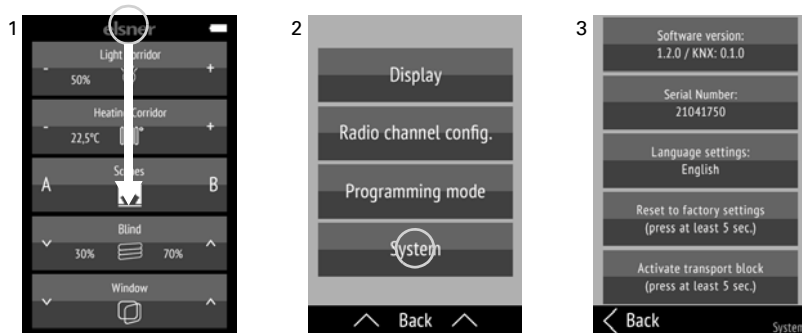 1
elsner
Light Corridor
- 50% +
Heating Corridor
- 22,5°C +
A Scenes B
Blind
30% 70%
Window
2
Display
Radio channel config.
Programming mode
System
Back
3
Software version:
1.2.0 / KNX: 0.1.0
Serial Number:
21041750
Language settings:
English
Reset to factory settings
(press at least 5 sec.)
Activate transport block
(press at least 5 sec.)
Back
System